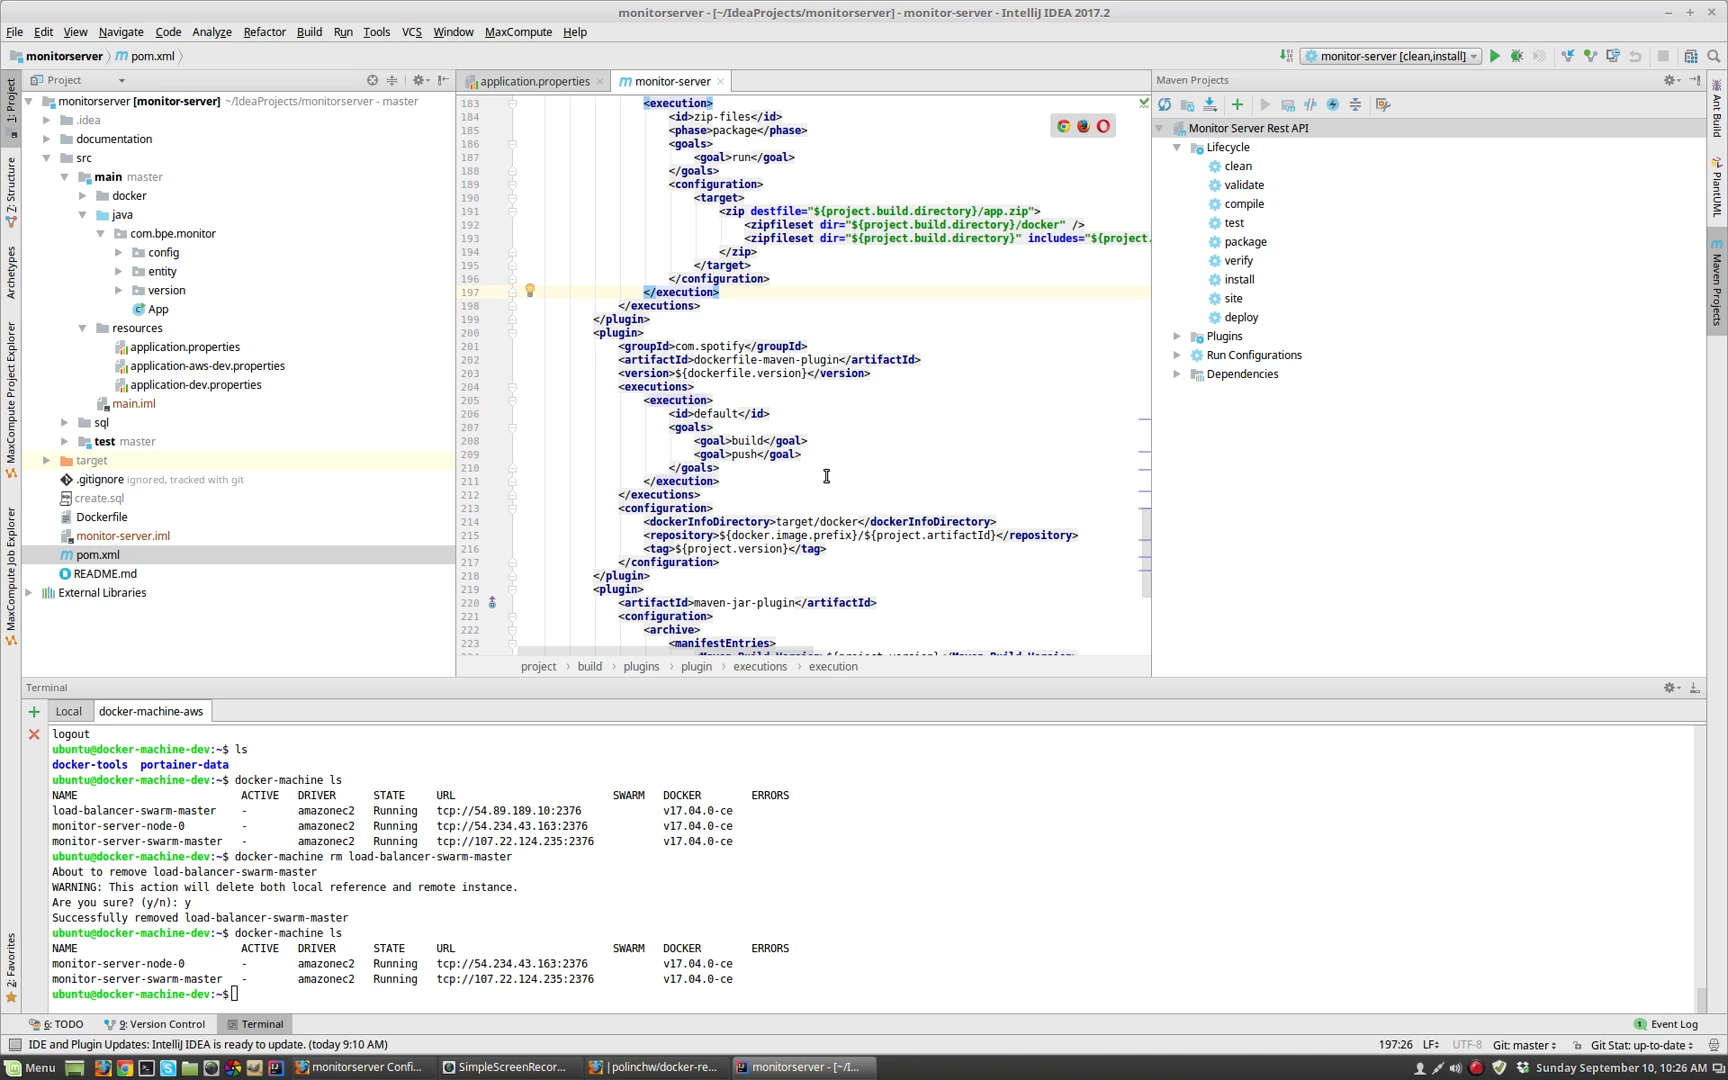 monitorserver - [~/IdeaProjects/monitorserver] - monitor-server - IntelliJ IDEA 2017.2
File Edit View Navigate Code Analyze Refactor Build Run Tools VCS Window MaxCompute Help
monitorserver pom.xml monitor-server [clean,install]
Project
application.properties monitor-server
Maven Projects
1: Project
Z: Structure
Archetypes
MaxCompute Project Explorer
MaxCompute Job Explorer
2: Favorites
monitorserver [monitor-server] ~/IdeaProjects/monitorserver - master
.idea
documentation
src
main master
docker
java
com.bpe.monitor
config
entity
version
App
resources
application.properties
application-aws-dev.properties
application-dev.properties
main.iml
sql
test master
target
.gitignore ignored, tracked with git
create.sql
Dockerfile
monitor-server.iml
pom.xml
README.md
External Libraries
183 <execution>
184 <id>zip-files</id>
185 <phase>package</phase>
186 <goals>
187 <goal>run</goal>
188 </goals>
189 <configuration>
190 <target>
191 <zip destfile="${project.build.directory}/app.zip">
192 <zipfileset dir="${project.build.directory}/docker" />
193 <zipfileset dir="${project.build.directory}" includes="${project.
194 </zip>
195 </target>
196 </configuration>
197 </execution>
198 </executions>
199 </plugin>
200 <plugin>
201 <groupId>com.spotify</groupId>
202 <artifactId>dockerfile-maven-plugin</artifactId>
203 <version>${dockerfile.version}</version>
204 <executions>
205 <execution>
206 <id>default</id>
207 <goals>
208 <goal>build</goal>
209 <goal>push</goal>
210 </goals>
211 </execution>
212 </executions>
213 <configuration>
214 <dockerInfoDirectory>target/docker</dockerInfoDirectory>
215 <repository>${docker.image.prefix}/${project.artifactId}</repository>
216 <tag>${project.version}</tag>
217 </configuration>
218 </plugin>
219 <plugin>
220 <artifactId>maven-jar-plugin</artifactId>
221 <configuration>
222 <archive>
223 <manifestEntries>
project build plugins plugin executions execution
Monitor Server Rest API
Lifecycle
clean
validate
compile
test
package
verify
install
site
deploy
Plugins
Run Configurations
Dependencies
Ant Build
PlantUML
Maven Projects
Terminal
Local docker-machine-aws
logout
ubuntu@docker-machine-dev:~$ ls
docker-tools portainer-data
ubuntu@docker-machine-dev:~$ docker-machine ls
NAME ACTIVE DRIVER STATE URL SWARM DOCKER ERRORS
load-balancer-swarm-master - amazonec2 Running tcp://54.89.189.10:2376 v17.04.0-ce
monitor-server-node-0 - amazonec2 Running tcp://54.234.43.163:2376 v17.04.0-ce
monitor-server-swarm-master - amazonec2 Running tcp://107.22.124.235:2376 v17.04.0-ce
ubuntu@docker-machine-dev:~$ docker-machine rm load-balancer-swarm-master
About to remove load-balancer-swarm-master
WARNING: This action will delete both local reference and remote instance.
Are you sure? (y/n): y
Successfully removed load-balancer-swarm-master
ubuntu@docker-machine-dev:~$ docker-machine ls
NAME ACTIVE DRIVER STATE URL SWARM DOCKER ERRORS
monitor-server-node-0 - amazonec2 Running tcp://54.234.43.163:2376 v17.04.0-ce
monitor-server-swarm-master - amazonec2 Running tcp://107.22.124.235:2376 v17.04.0-ce
ubuntu@docker-machine-dev:~$
6: TODO 9: Version Control Terminal 1 Event Log
IDE and Plugin Updates: IntelliJ IDEA is ready to update. (today 9:10 AM) 197:26 LF UTF-8 Git: master Git Stat: up-to-date
Menu monitorserver Confi... SimpleScreenRecor... | polinchw/docker-re... monitorserver - [~/I... Sunday September 10, 10:26 AM